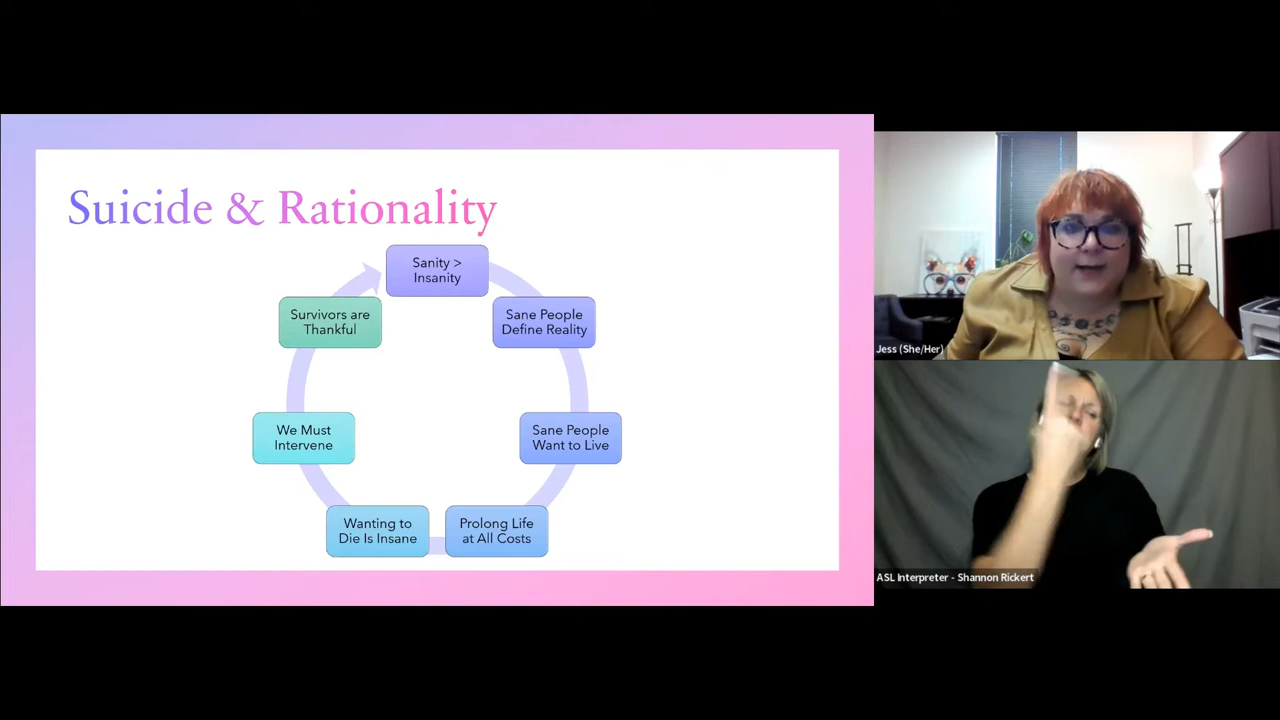 Suicide & Rationality
Sanity >
Insanity
Sane People
Define Reality
Sane People
Want to Live
Prolong Life
at All Costs
Wanting to
Die Is Insane
We Must
Intervene
Survivors are
Thankful
Jess (She/Her)
ASL Interpreter - Shannon Rickert